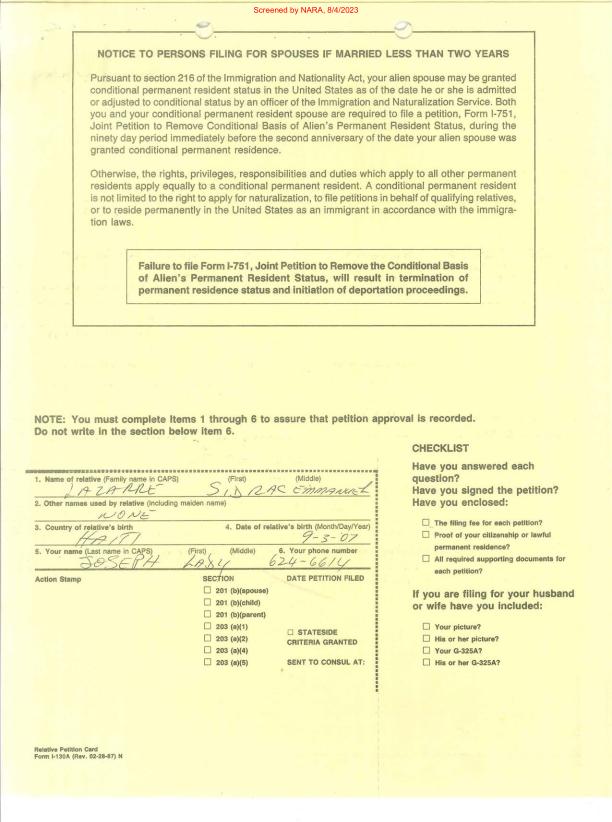 Screened by NARA, 8/4/2023
NOTICE TO PERSONS FILING FOR SPOUSES IF MARRIED LESS THAN TWO YEARS
Pursuant to section 216 of the Immigration and Nationality Act, your alien spouse may be granted
conditional permanent resident status in the United States as of the date he or she is admitted
or adjusted to conditional status by an officer of the Immigration and Naturalization Service. Both
you and your conditional permanent resident spouse are required to file a petition, Form I-751,
Joint Petition to Remove Conditional Basis of Alien's Permanent Resident Status, during the
ninety day period immediately before the second anniversary of the date your alien spouse was
granted conditional permanent residence.
Otherwise, the rights, privileges, responsibilities and duties which apply to all other permanent
residents apply equally to a conditional permanent resident. A conditional permanent resident
is not limited to the right to apply for naturalization, to file petitions in behalf of qualifying relatives,
or to reside permanently in the United States as an immigrant in accordance with the immigra-
tion laws.
Failure to file Form I-751, Joint Petition to Remove the Conditional Basis
of Alien's Permanent Resident Status, will result in termination of
permanent residence status and initiation of deportation proceedings.
NOTE: You must complete Items 1 through 6 to assure that petition approval is recorded.
Do not write in the section below item 6.
1. Name of relative (Family name in CAPS) (First) (Middle)
LAZARRE SIDRAC EMMANUEL
2. Other names used by relative (including maiden name)
NONE
3. Country of relative's birth 4. Date of relative's birth (Month/Day/Year)
HAITI 9-3-07
5. Your name (Last name in CAPS) (First) (Middle) 6. Your phone number
JOSEPH LADY 624-6614
Action Stamp SECTION DATE PETITION FILED
☐ 201 (b)(spouse)
☐ 201 (b)(child)
☐ 201 (b)(parent)
☐ 203 (a)(1)
☐ 203 (a)(2)
☐ 203 (a)(4)
☐ 203 (a)(5)
☐ STATESIDE
CRITERIA GRANTED
SENT TO CONSUL AT:
CHECKLIST
Have you answered each
question?
Have you signed the petition?
Have you enclosed:
☐ The filing fee for each petition?
☐ Proof of your citizenship or lawful
permanent residence?
☐ All required supporting documents for
each petition?
If you are filing for your husband
or wife have you included:
☐ Your picture?
☐ His or her picture?
☐ Your G-325A?
☐ His or her G-325A?
Relative Petition Card
Form I-130A (Rev. 02-28-87) N